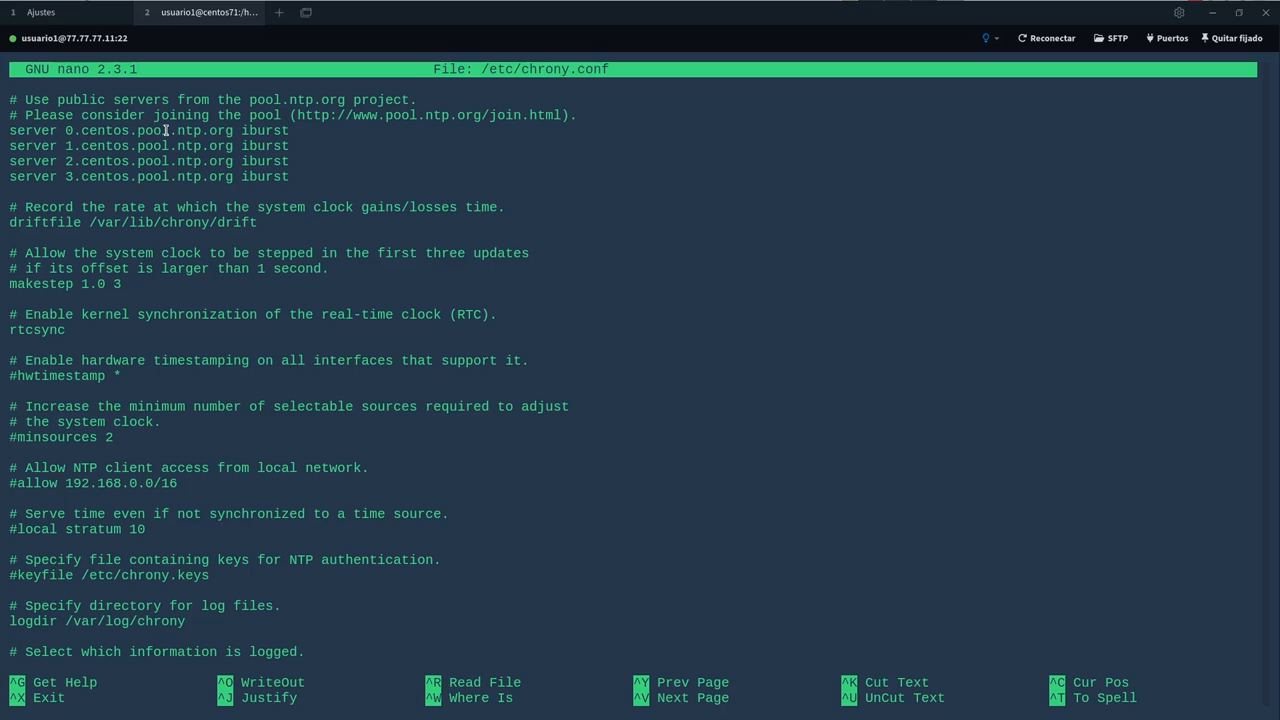 1 Ajustes 2 usuario1@centos71:/h...
usuario1@77.77.77.11:22 Reconectar SFTP Puertos Quitar fijado
GNU nano 2.3.1 File: /etc/chrony.conf
# Use public servers from the pool.ntp.org project.
# Please consider joining the pool (http://www.pool.ntp.org/join.html).
server 0.centos.pool.ntp.org iburst
server 1.centos.pool.ntp.org iburst
server 2.centos.pool.ntp.org iburst
server 3.centos.pool.ntp.org iburst
# Record the rate at which the system clock gains/losses time.
driftfile /var/lib/chrony/drift
# Allow the system clock to be stepped in the first three updates
# if its offset is larger than 1 second.
makestep 1.0 3
# Enable kernel synchronization of the real-time clock (RTC).
rtcsync
# Enable hardware timestamping on all interfaces that support it.
#hwtimestamp *
# Increase the minimum number of selectable sources required to adjust
# the system clock.
#minsources 2
# Allow NTP client access from local network.
#allow 192.168.0.0/16
# Serve time even if not synchronized to a time source.
#local stratum 10
# Specify file containing keys for NTP authentication.
#keyfile /etc/chrony.keys
# Specify directory for log files.
logdir /var/log/chrony
# Select which information is logged.
^G Get Help ^O WriteOut ^R Read File ^Y Prev Page ^K Cut Text ^C Cur Pos
^X Exit ^J Justify ^W Where Is ^V Next Page ^U UnCut Text ^T To Spell